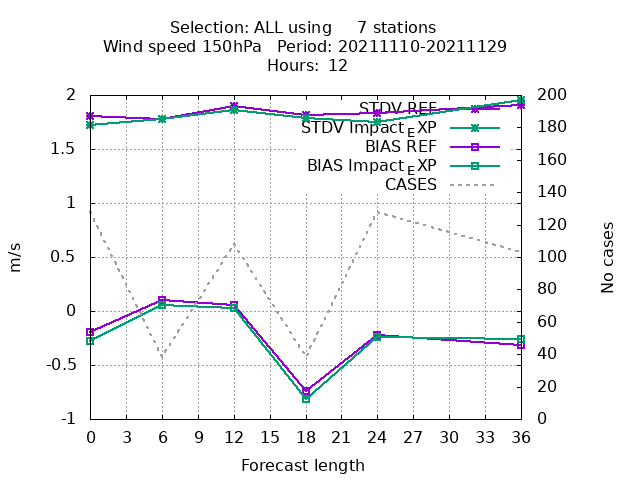 Selection: ALL using     7 stations
Wind speed 150hPa   Period: 20211110-20211129
Hours: 12
2
1.5
1
0.5
0
-0.5
-1
m/s
200
180
160
140
120
100
80
60
40
20
0
No cases
STDV REF
STDV Impact_EXP
BIAS REF
BIAS Impact_EXP
CASES
0 3 6 9 12 15 18 21 24 27 30 33 36
Forecast length